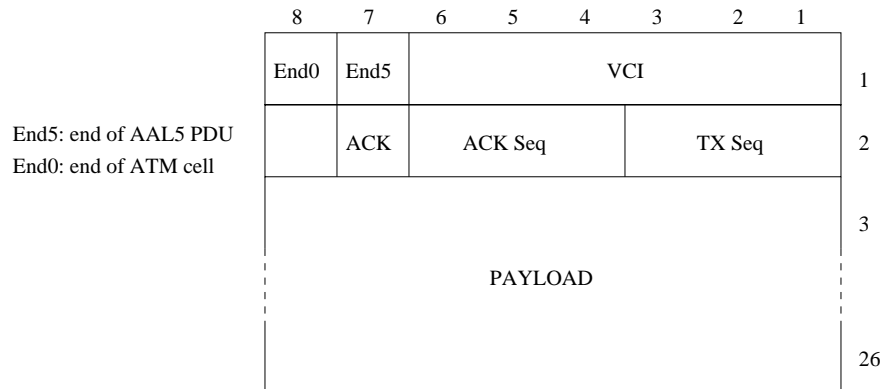 8 7 6 5 4 3 2 1
End0 End5 VCI 1
End5: end of AAL5 PDU
End0: end of ATM cell
ACK ACK Seq TX Seq 2
3
PAYLOAD
26